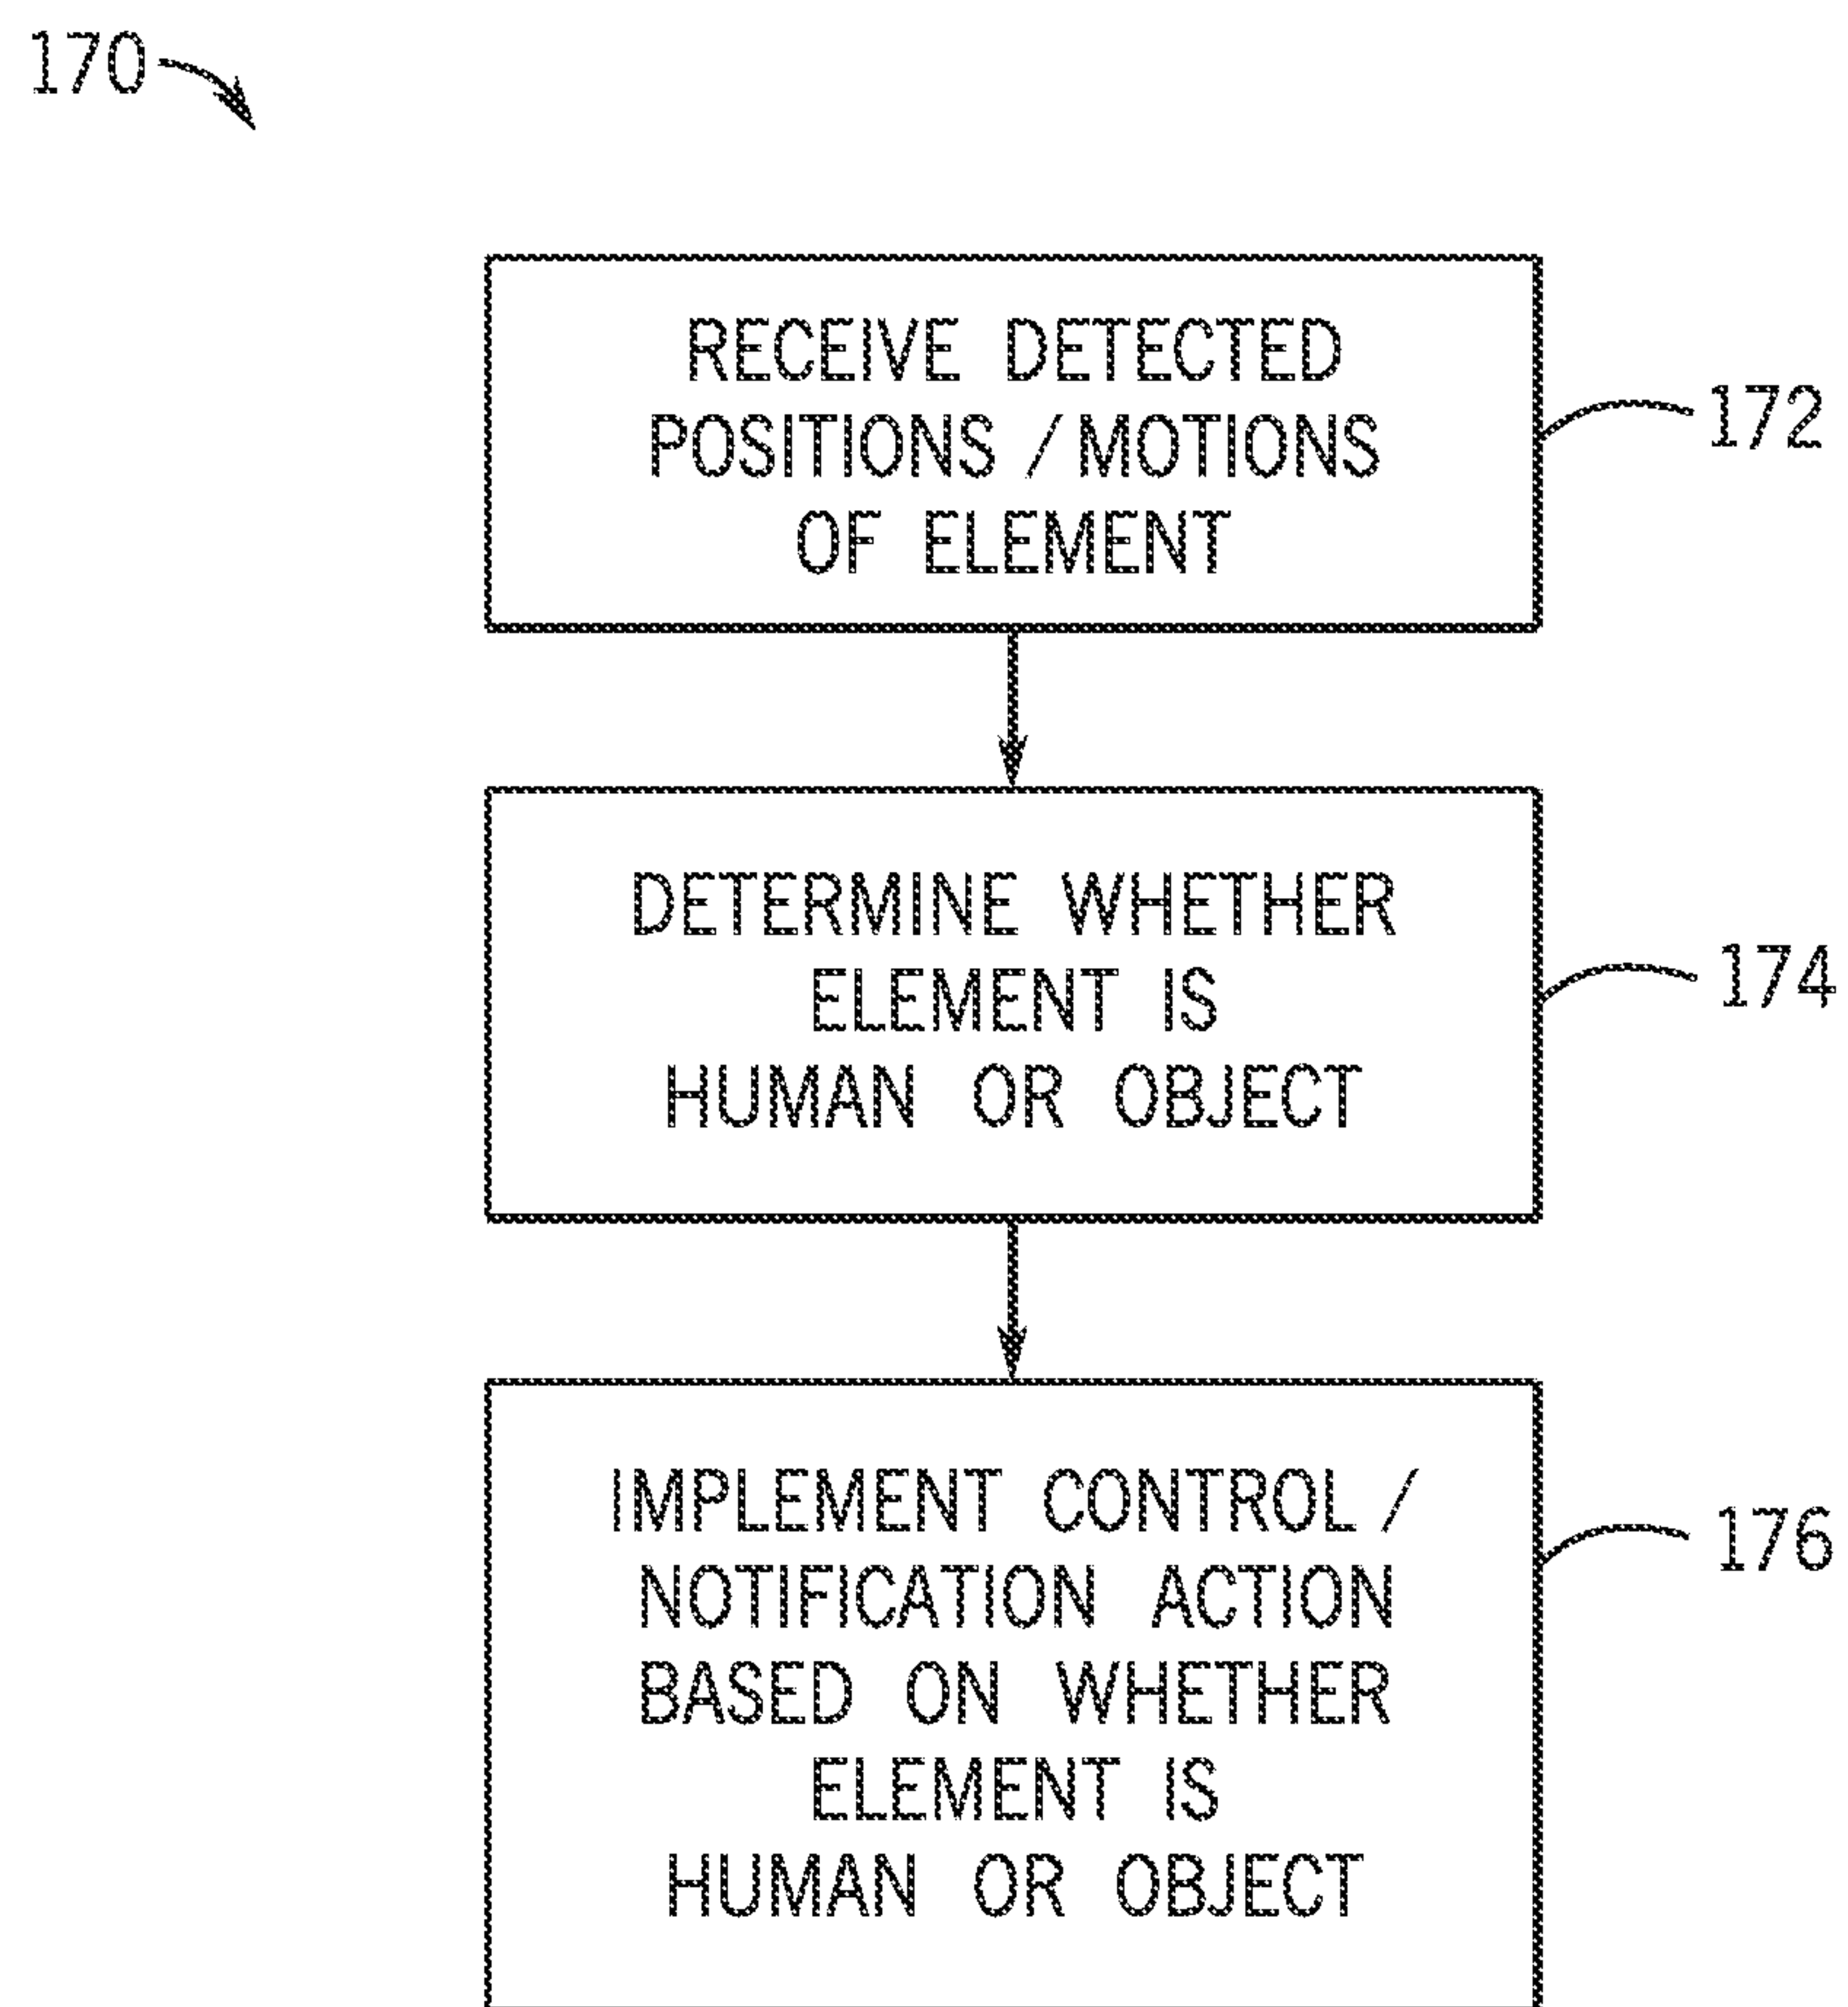 170
RECEIVE DETECTED
POSITIONS / MOTIONS
OF ELEMENT
172
DETERMINE WHETHER
ELEMENT IS
HUMAN OR OBJECT
174
IMPLEMENT CONTROL /
NOTIFICATION ACTION
BASED ON WHETHER
ELEMENT IS
HUMAN OR OBJECT
176